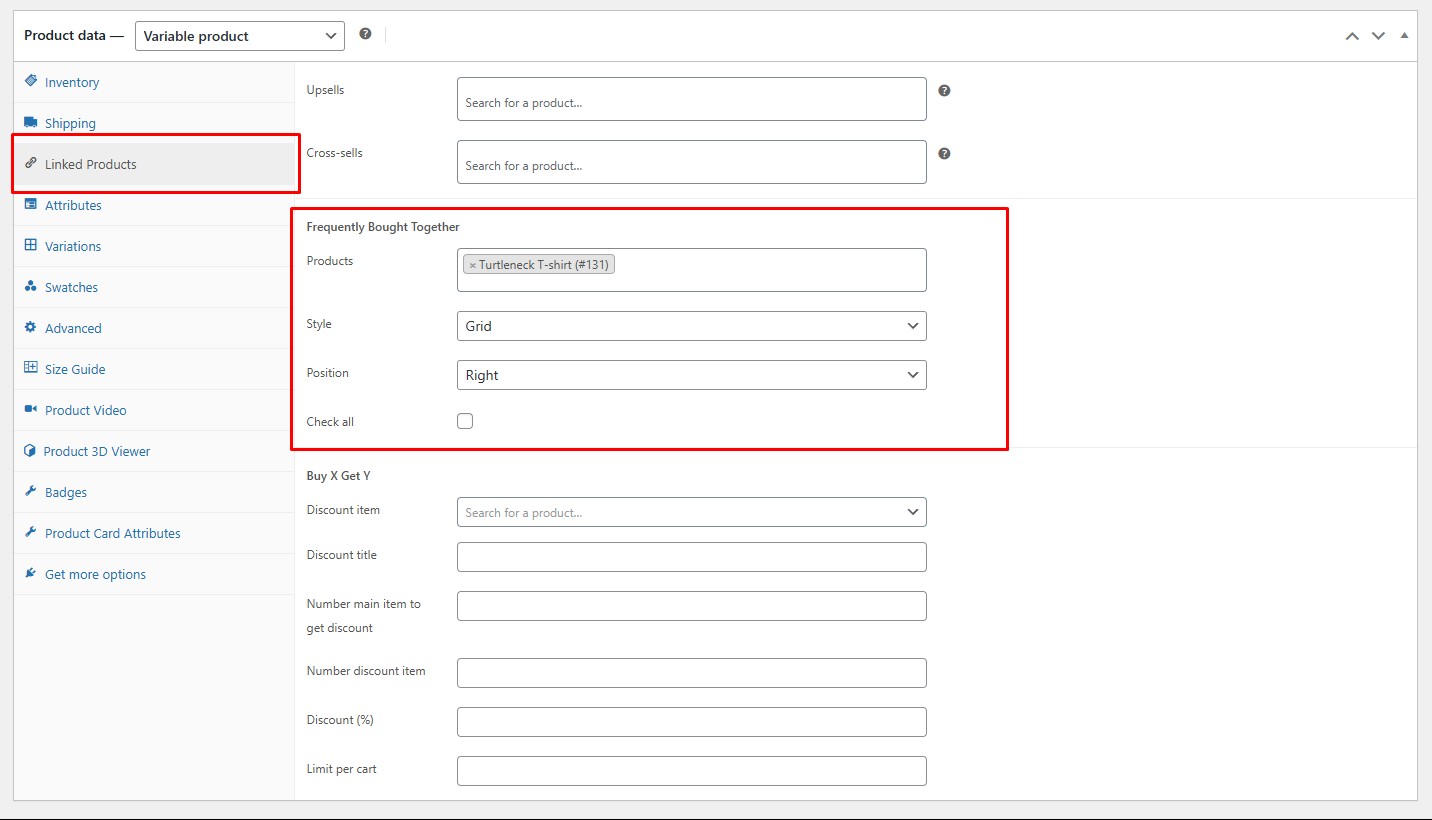 Product data — Variable product
Inventory
Shipping
Linked Products
Attributes
Variations
Swatches
Advanced
Size Guide
Product Video
Product 3D Viewer
Badges
Product Card Attributes
Get more options
Upsells
Search for a product...
Cross-sells
Search for a product...
Frequently Bought Together
Products
× Turtleneck T-shirt (#131)
Style
Grid
Position
Right
Check all
Buy X Get Y
Discount item
Search for a product...
Discount title
Number main item to
get discount
Number discount item
Discount (%)
Limit per cart